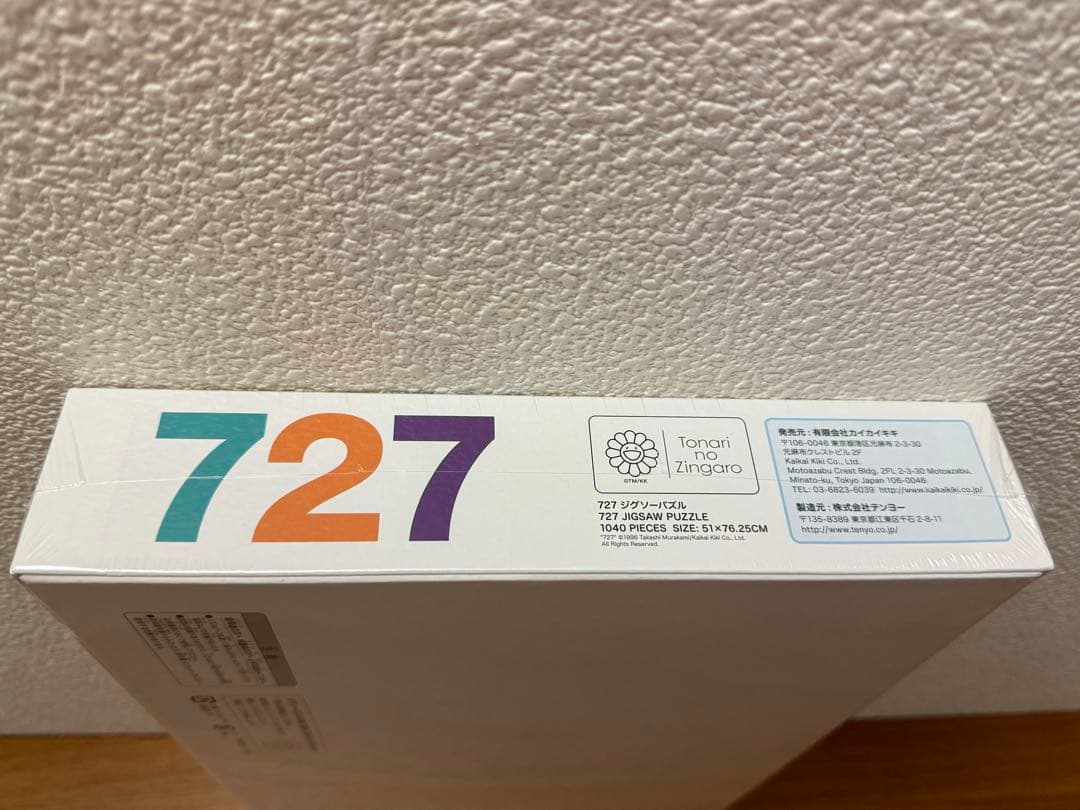 727
Tonari
no
Zingaro
©TM/KK
727 ジグソーパズル
727 JIGSAW PUZZLE
1040 PIECES SIZE: 51×76.25CM
"727" ©1996 Takashi Murakami/Kaikai Kiki Co., Ltd.
All Rights Reserved.
発売元：有限会社カイカイキキ
〒106-0046 東京都港区元麻布 2-3-30
元麻布クレストビル 2F
Kaikai Kiki Co., Ltd.
Motoazabu Crest Bldg. 2FL 2-3-30 Motoazabu,
Minato-ku, Tokyo Japan 106-0046
TEL: 03-6823-6039 http://www.kaikaikiki.co.jp/
製造元：株式会社テンヨー
〒135-8389 東京都江東区千石 2-8-11
http://www.tenyo.co.jp/